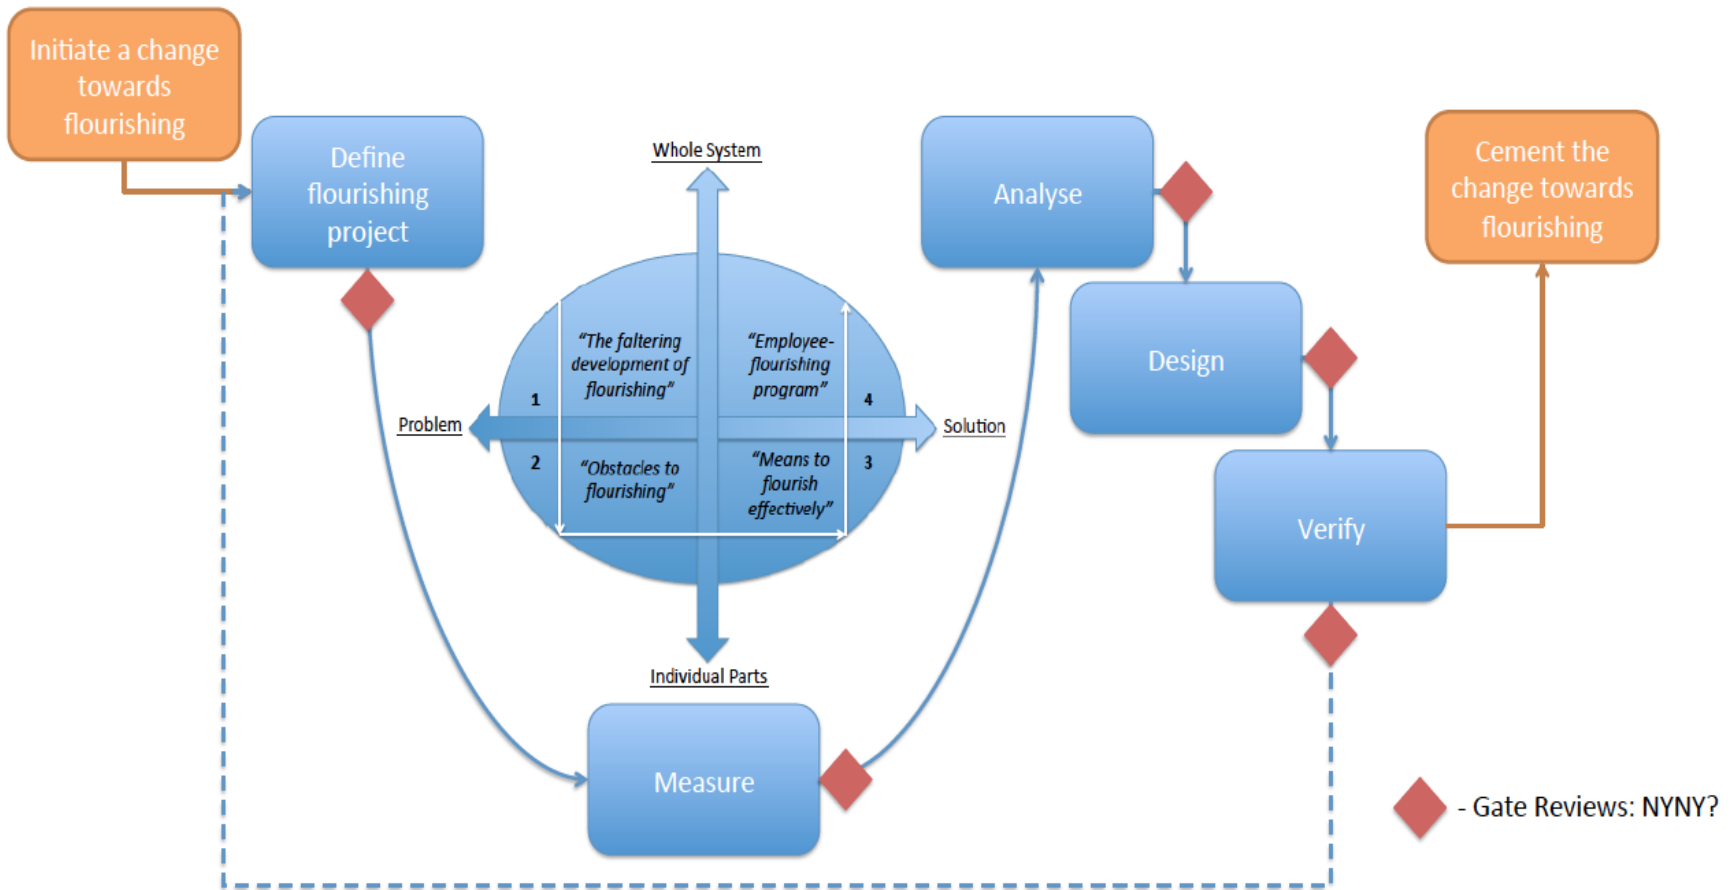 Initiate a change
towards
flourishing
Define
flourishing
project
Whole System
Analyse
Cement the
change towards
flourishing
“The faltering
development of
flourishing”
“Employee-
flourishing
program”
1
4
Problem
Solution
Design
2
“Obstacles to
flourishing”
“Means to
flourish
effectively”
3
Verify
Individual Parts
Measure
- Gate Reviews: NYNY?